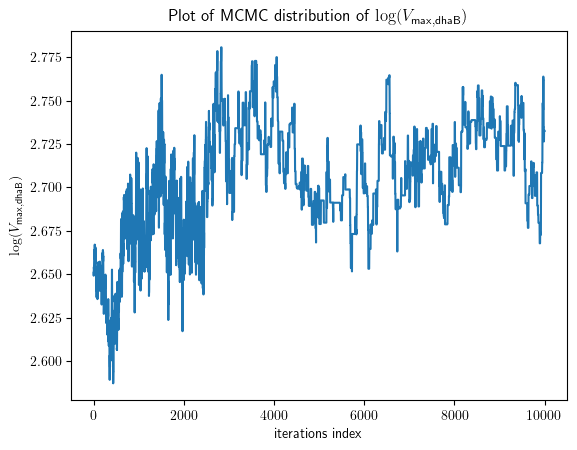 Plot of MCMC distribution of log(V_max,dhaB)
2.775
2.750
2.725
2.700
2.675
2.650
2.625
2.600
log(V_max,dhaB)
0 2000 4000 6000 8000 10000
iterations index